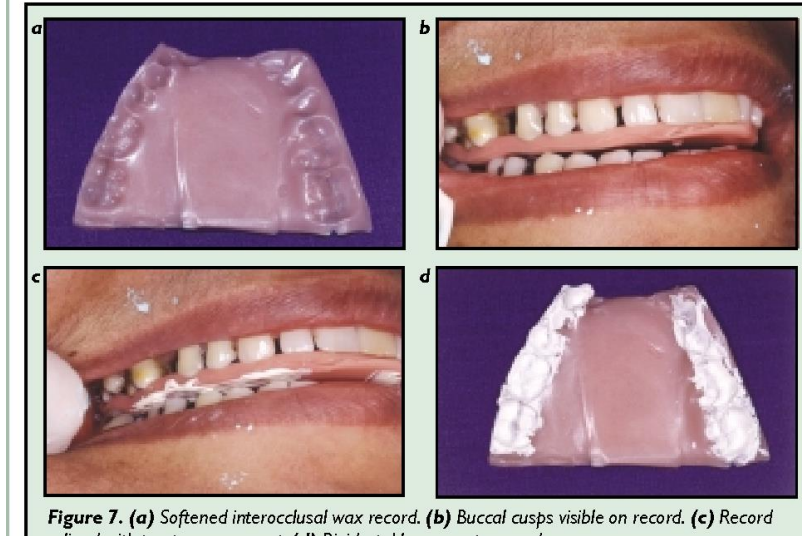 a
b
c
d
Figure 7. (a) Softened interocclusal wax record. (b) Buccal cusps visible on record. (c) Record